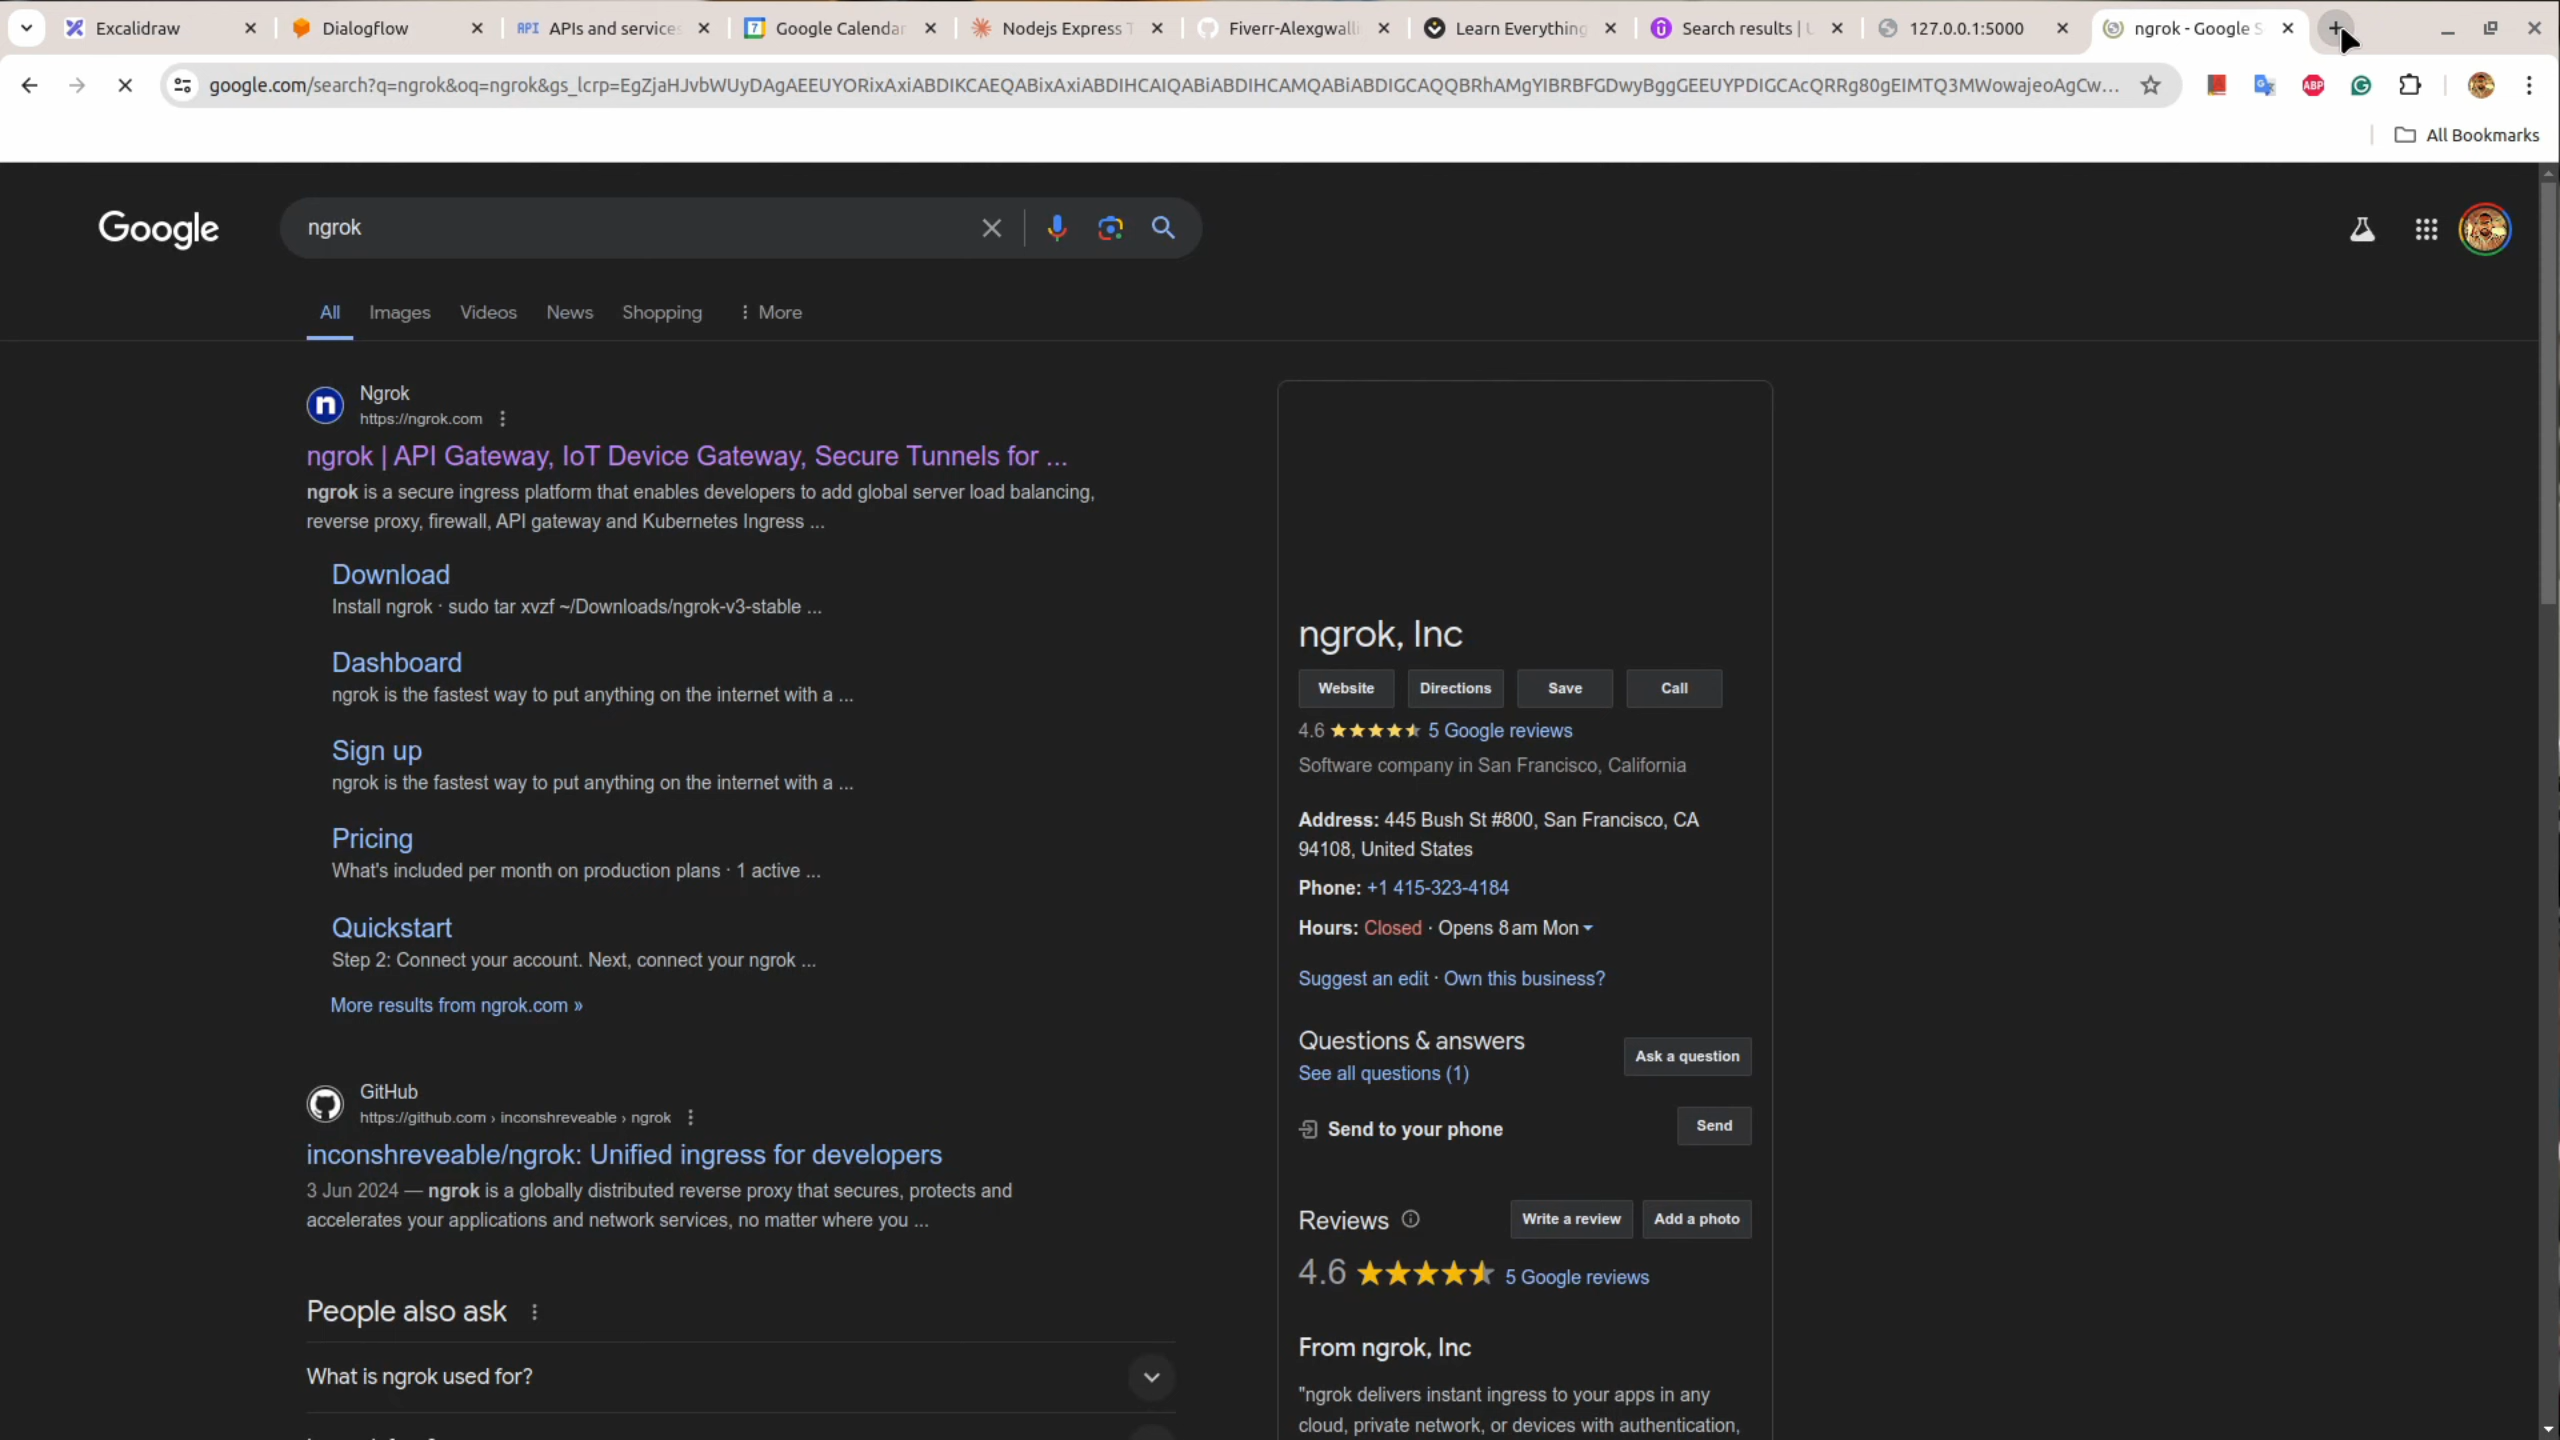 Excalidraw
Dialogflow
API APIs and services
7 Google Calendar
Nodejs Express T
Fiverr-Alexgwalli
Learn Everything
Search results | U
127.0.0.1:5000
ngrok - Google S
google.com/search?q=ngrok&oq=ngrok&gs_lcrp=EgZjaHJvbWUyDAgAEEUYORixAxiABDIKCAEQABixAxiABDIHCAIQABiABDIHCAMQABiABDIGCAQQBRhAMgYIBRBFGDwyBggGEEUYPDIGCAcQRRg80gEIMTQ3MWowajeoAgCw...
ABP
All Bookmarks
Google
ngrok
All
Images
Videos
News
Shopping
More
n
Ngrok
https://ngrok.com
ngrok | API Gateway, IoT Device Gateway, Secure Tunnels for ...
ngrok is a secure ingress platform that enables developers to add global server load balancing,
reverse proxy, firewall, API gateway and Kubernetes Ingress ...
Download
Install ngrok · sudo tar xvzf ~/Downloads/ngrok-v3-stable ...
Dashboard
ngrok is the fastest way to put anything on the internet with a ...
Sign up
ngrok is the fastest way to put anything on the internet with a ...
Pricing
What's included per month on production plans · 1 active ...
Quickstart
Step 2: Connect your account. Next, connect your ngrok ...
More results from ngrok.com »
GitHub
https://github.com › inconshreveable › ngrok
inconshreveable/ngrok: Unified ingress for developers
3 Jun 2024 — ngrok is a globally distributed reverse proxy that secures, protects and
accelerates your applications and network services, no matter where you ...
People also ask
What is ngrok used for?
ngrok, Inc
Website
Directions
Save
Call
4.6 5 Google reviews
Software company in San Francisco, California
Address: 445 Bush St #800, San Francisco, CA
94108, United States
Phone: +1 415-323-4184
Hours: Closed · Opens 8 am Mon
Suggest an edit · Own this business?
Questions & answers
See all questions (1)
Ask a question
Send to your phone
Send
Reviews
Write a review
Add a photo
4.6 5 Google reviews
From ngrok, Inc
"ngrok delivers instant ingress to your apps in any
cloud, private network, or devices with authentication,